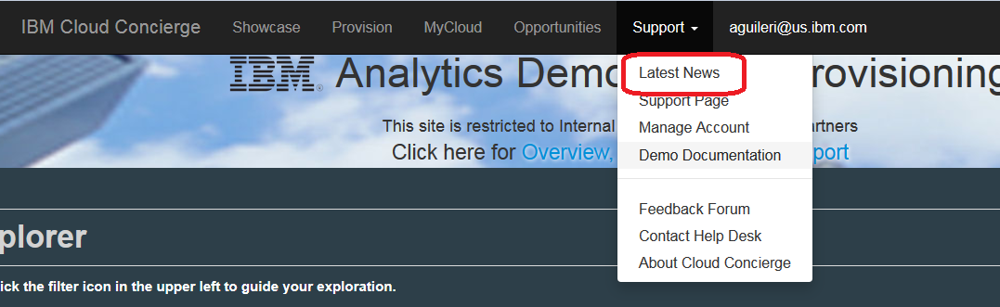 IBM Cloud Concierge Showcase Provision MyCloud Opportunities Support aguileri@us.ibm.com
IBM Analytics Demo rovisioning
This site is restricted to Internal artners
Click here for Overview, port
Latest News
Support Page
Manage Account
Demo Documentation
Feedback Forum
Contact Help Desk
About Cloud Concierge
plorer
ick the filter icon in the upper left to guide your exploration.